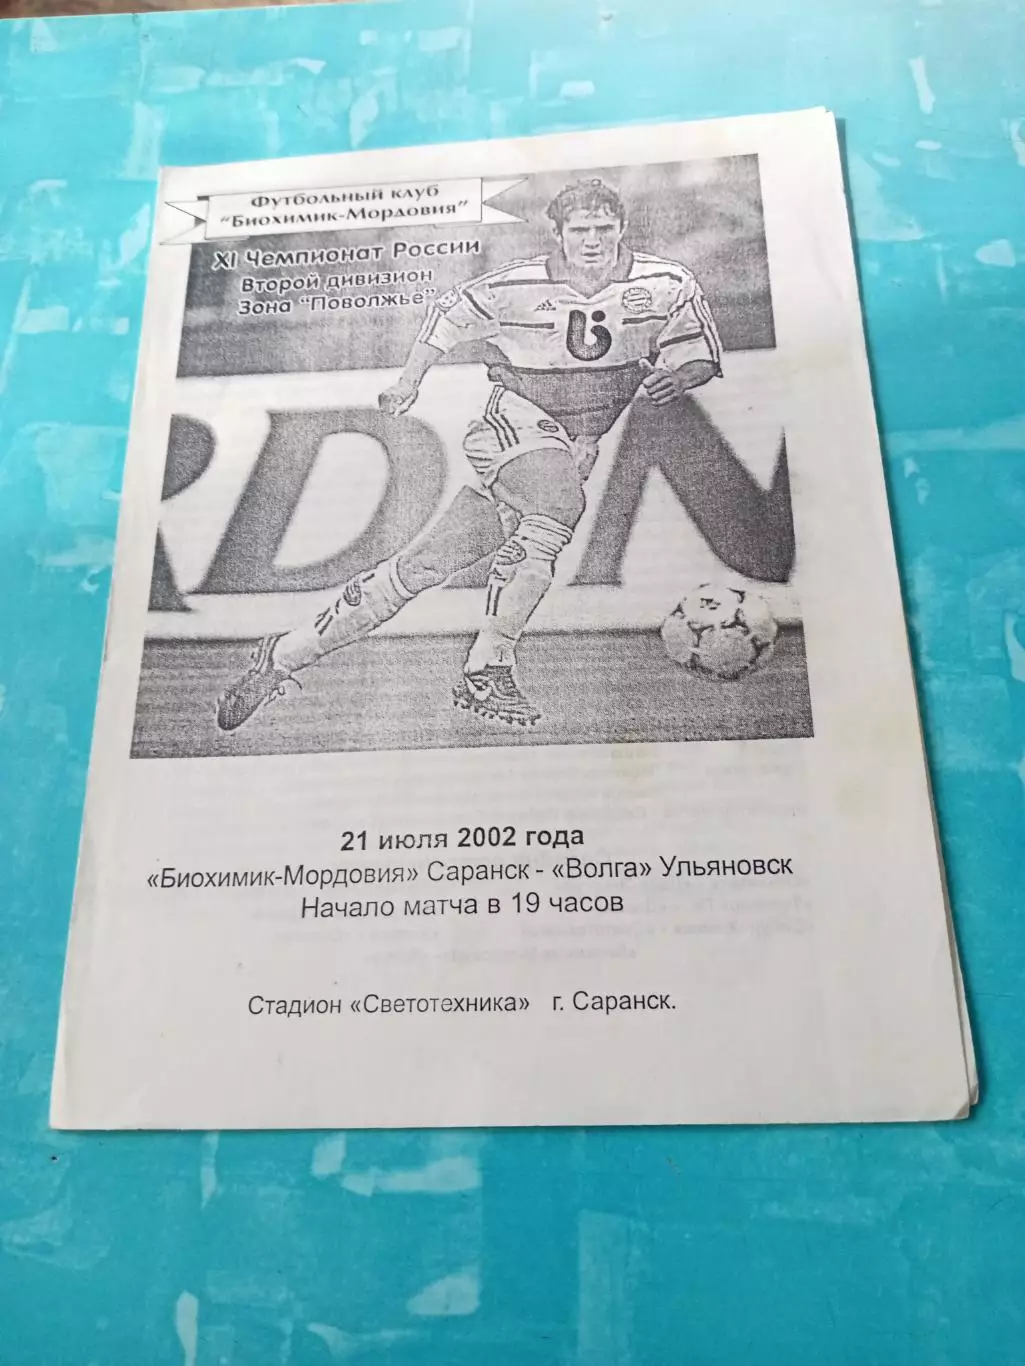 Футбольный клуб
"Биохимик-Мордовия"
XI Чемпионат России
Второй дивизион
Зона "Поволжье"
RDN
21 июля 2002 года
«Биохимик-Мордовия» Саранск - «Волга» Ульяновск
Начало матча в 19 часов
Стадион «Светотехника» г. Саранск.